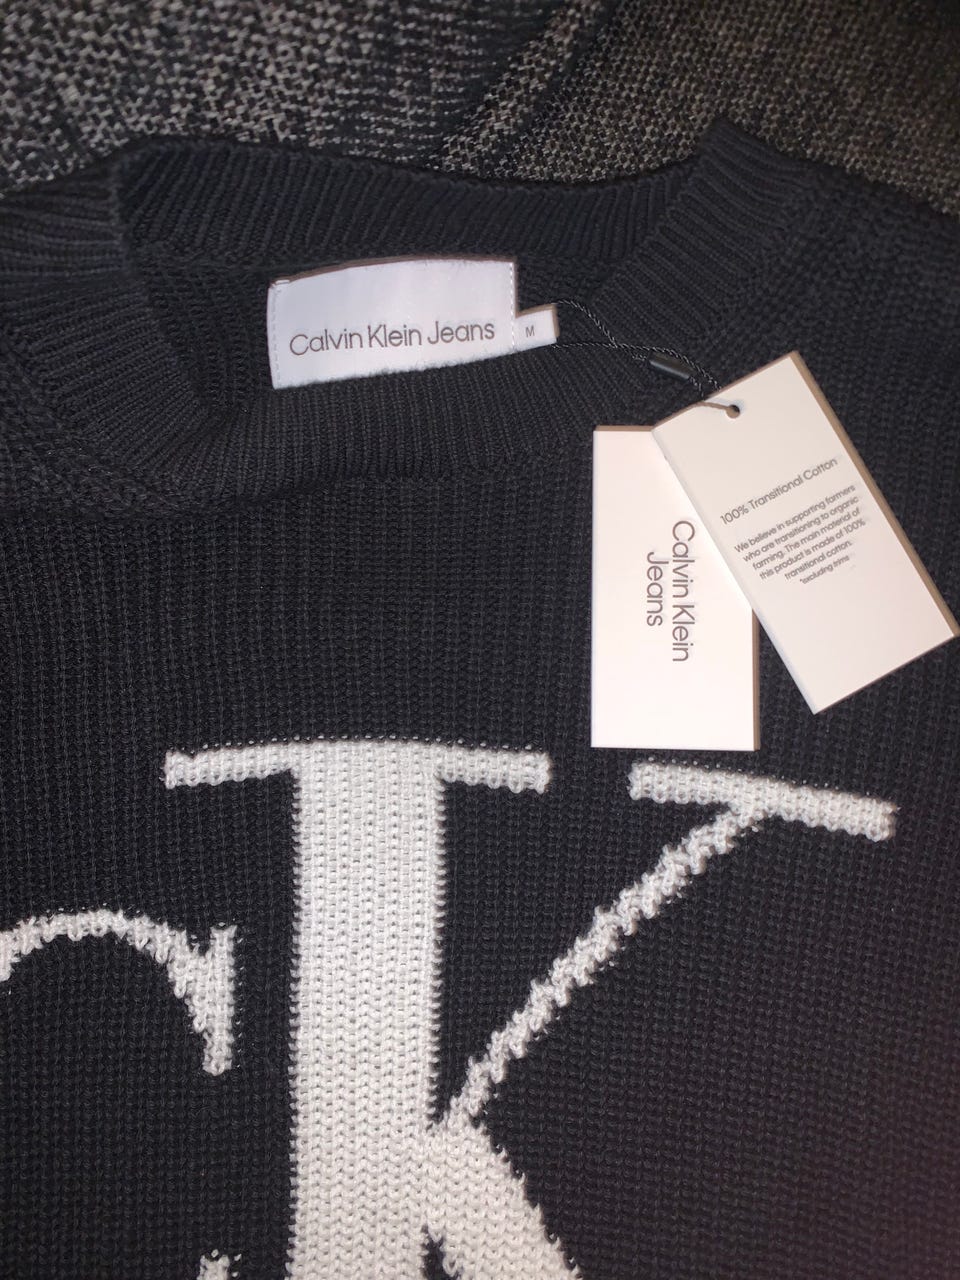 Calvin Klein Jeans
M
Calvin Klein
Jeans
100% Transitional Cotton
We believe in supporting farmers
who are transitioning to organic
farming. The main material of
this product is made of 100%
transitional cotton.
*excluding trims
CK